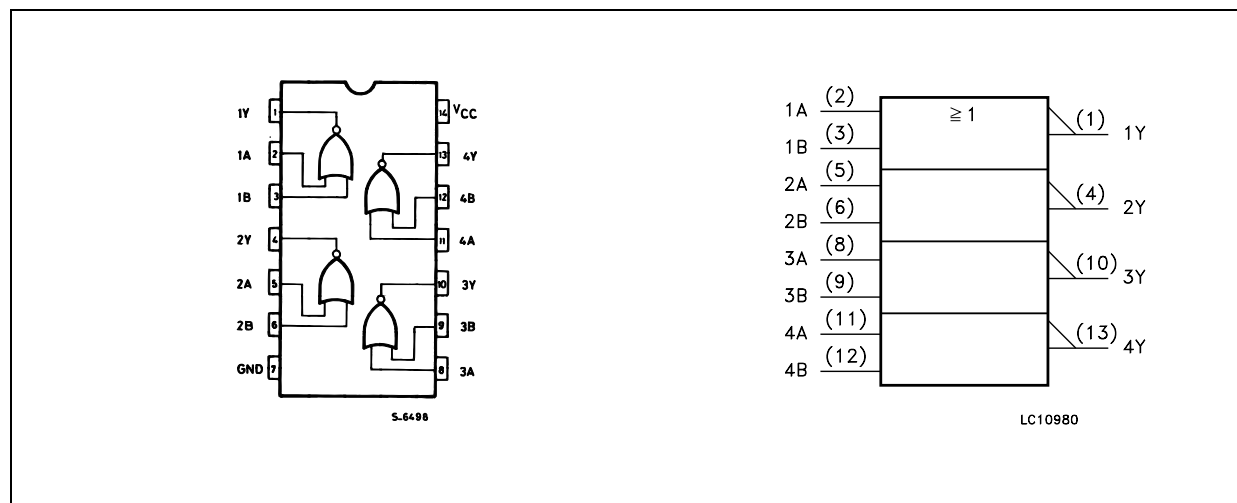 1Y 1
1A 2
1B 3
2Y 4
2A 5
2B 6
GND 7
14 VCC
13 4Y
12 4B
11 4A
10 3Y
9 3B
8 3A
S-6498
≧ 1
1A (2)
1B (3)
2A (5)
2B (6)
3A (8)
3B (9)
4A (11)
4B (12)
(1) 1Y
(4) 2Y
(10) 3Y
(13) 4Y
LC10980